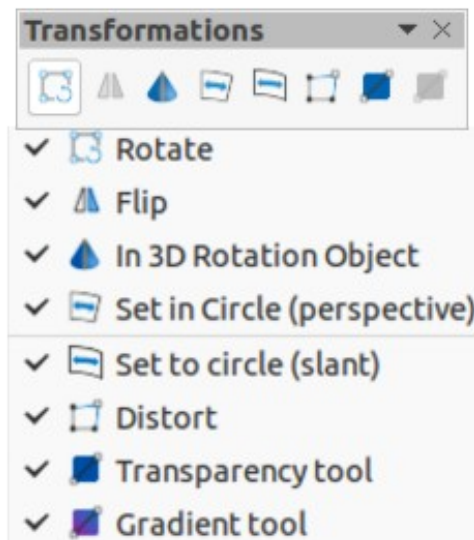 Transformations
Rotate
Flip
In 3D Rotation Object
Set in Circle (perspective)
Set to circle (slant)
Distort
Transparency tool
Gradient tool